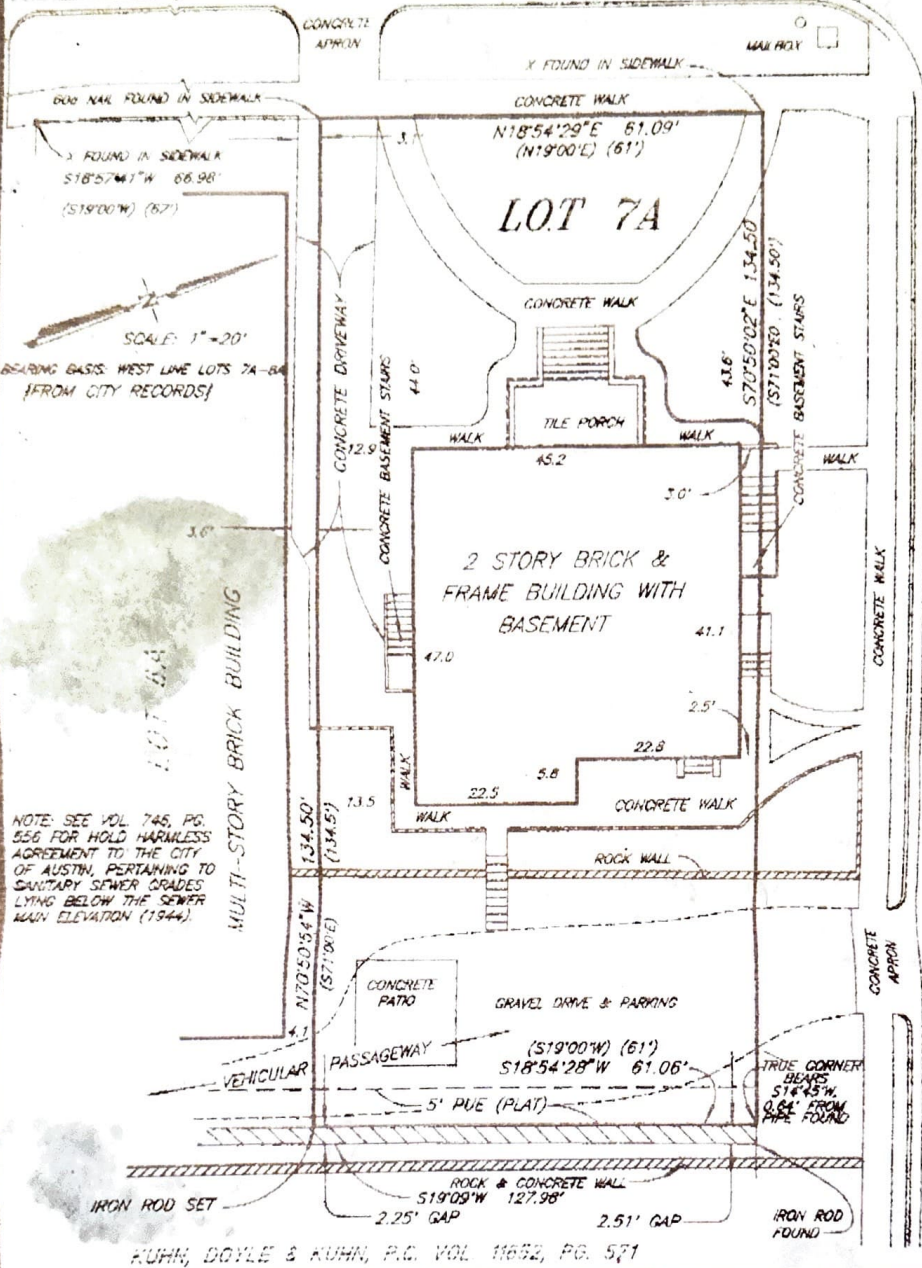 CONCRETE
APRON
MAILBOX
X FOUND IN SIDEWALK
60d NAIL FOUND IN SIDEWALK
CONCRETE WALK
N18°54'29"E 61.09'
(N19°00'E) (61')
3.1
X FOUND IN SIDEWALK
S18°57'41"W 66.98'
(S19°00'W) (67')
LOT 7A
SCALE: 1"=20'
BEARING BASIS: WEST LINE LOTS 7A-8A
{FROM CITY RECORDS}
CONCRETE DRIVEWAY
CONCRETE BASEMENT STAIRS
44.0'
CONCRETE WALK
43.6'
S70°50'02"E 134.50
(S71°00'E0 (134.50')
CONCRETE BASEMENT STAIRS
TILE PORCH
WALK
WALK
WALK
12.9
45.2
3.0'
3.6'
2 STORY BRICK &
FRAME BUILDING WITH
BASEMENT
47.0
41.1
CONCRETE WALK
LOT 8A
MULTI-STORY BRICK BUILDING
2.5'
22.8
5.8
22.5
13.5
WALK
WALK
CONCRETE WALK
ROCK WALL
NOTE: SEE VOL. 746, PG.
556 FOR HOLD HARMLESS
AGREEMENT TO THE CITY
OF AUSTIN, PERTAINING TO
SANITARY SEWER GRADES
LYING BELOW THE SEWER
MAIN ELEVATION (1944).
134.50'
(134.5')
N70°50'54"W
(S71°00'E)
CONCRETE
PATIO
GRAVEL DRIVE & PARKING
CONCRETE
APRON
4.1
VEHICULAR PASSAGEWAY
(S19°00'W) (61')
S18°54'28"W 61.06'
TRUE CORNER
BEARS
S14°45'W,
0.64' FROM
PIPE FOUND
5' PUE (PLAT)
ROCK & CONCRETE WALL
S19°09'W 127.98'
IRON ROD SET
2.25' GAP
2.51' GAP
IRON ROD
FOUND
KUHN, DOYLE & KUHN, P.C. VOL 11652, PG. 571